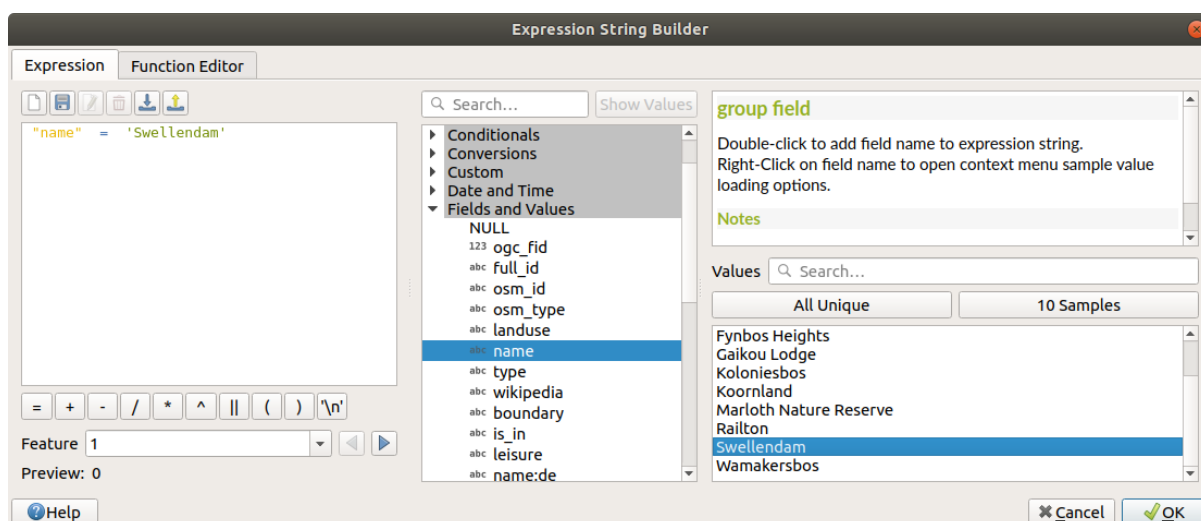 Expression String Builder
Expression
Function Editor
"name" = 'Swellendam'
= + - / * ^ || ( ) '\n'
Feature 1
Preview: 0
Search...
Show Values
Conditionals
Conversions
Custom
Date and Time
Fields and Values
NULL
123 ogc_fid
abc full_id
abc osm_id
abc osm_type
abc landuse
abc name
abc type
abc wikipedia
abc boundary
abc is_in
abc leisure
abc name:de
group field
Double-click to add field name to expression string.
Right-Click on field name to open context menu sample value
loading options.
Notes
Values Search...
All Unique
10 Samples
Fynbos Heights
Gaikou Lodge
Koloniesbos
Koornland
Marloth Nature Reserve
Railton
Swellendam
Wamakersbos
Help
Cancel
OK